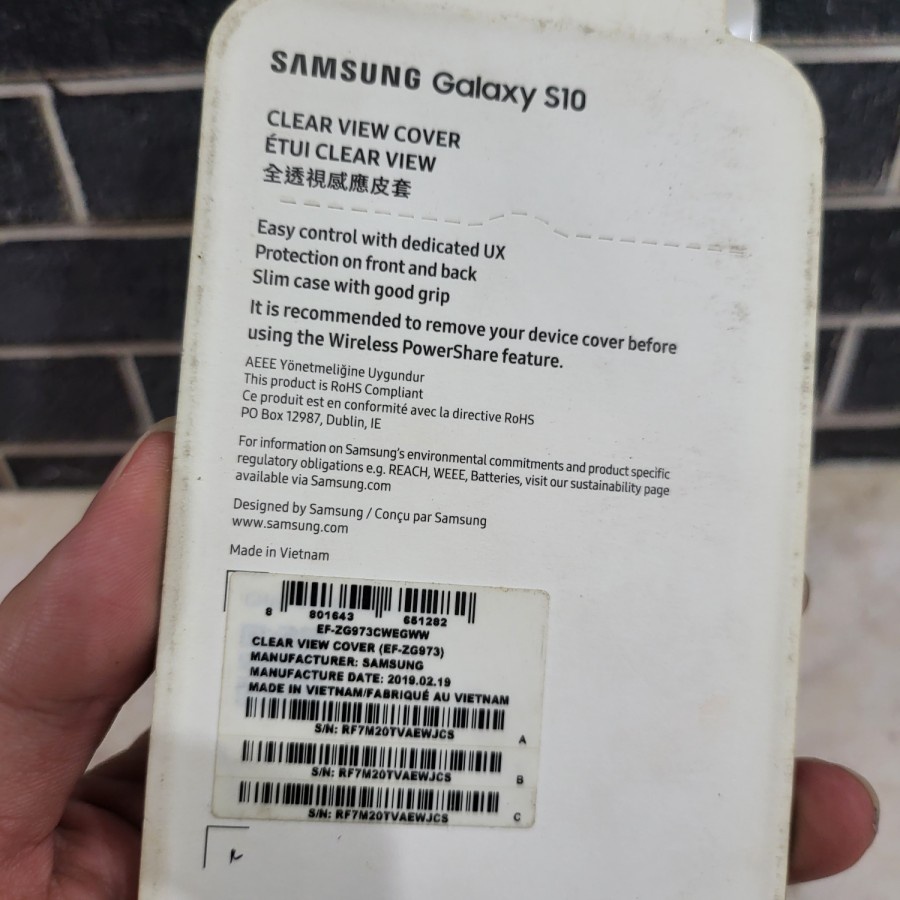 SAMSUNG Galaxy S10
CLEAR VIEW COVER
ÉTUI CLEAR VIEW
全透視感應皮套
Easy control with dedicated UX
Protection on front and back
Slim case with good grip
It is recommended to remove your device cover before
using the Wireless PowerShare feature.
AEEE Yönetmeliğine Uygundur
This product is RoHS Compliant
Ce produit est en conformité avec la directive RoHS
PO Box 12987, Dublin, IE
For information on Samsung's environmental commitments and product specific
regulatory obligations e.g. REACH, WEEE, Batteries, visit our sustainability page
available via Samsung.com
Designed by Samsung / Conçu par Samsung
www.samsung.com
Made in Vietnam
8 801643 651282
EF-ZG973CWEGWW
CLEAR VIEW COVER (EF-ZG973)
MANUFACTURER: SAMSUNG
MANUFACTURE DATE: 2019.02.19
MADE IN VIETNAM/FABRIQUÉ AU VIETNAM
S/N: RF7M20TVAEWJCS A
S/N: RF7M20TVAEWJCS B
S/N: RF7M20TVAEWJCS C